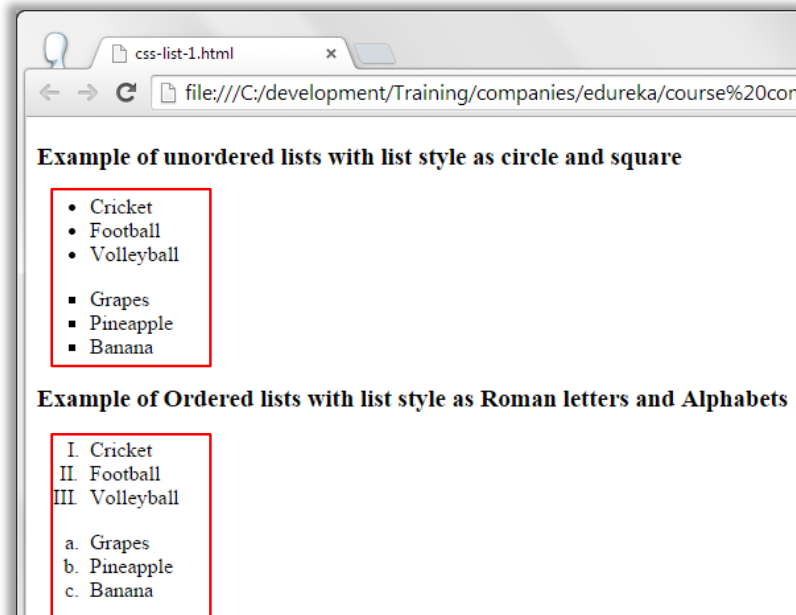 css-list-1.html ×
file:///C:/development/Training/companies/edureka/course%20con
Example of unordered lists with list style as circle and square
• Cricket
• Football
• Volleyball
▪ Grapes
▪ Pineapple
▪ Banana
Example of Ordered lists with list style as Roman letters and Alphabets
I. Cricket
II. Football
III. Volleyball
a. Grapes
b. Pineapple
c. Banana